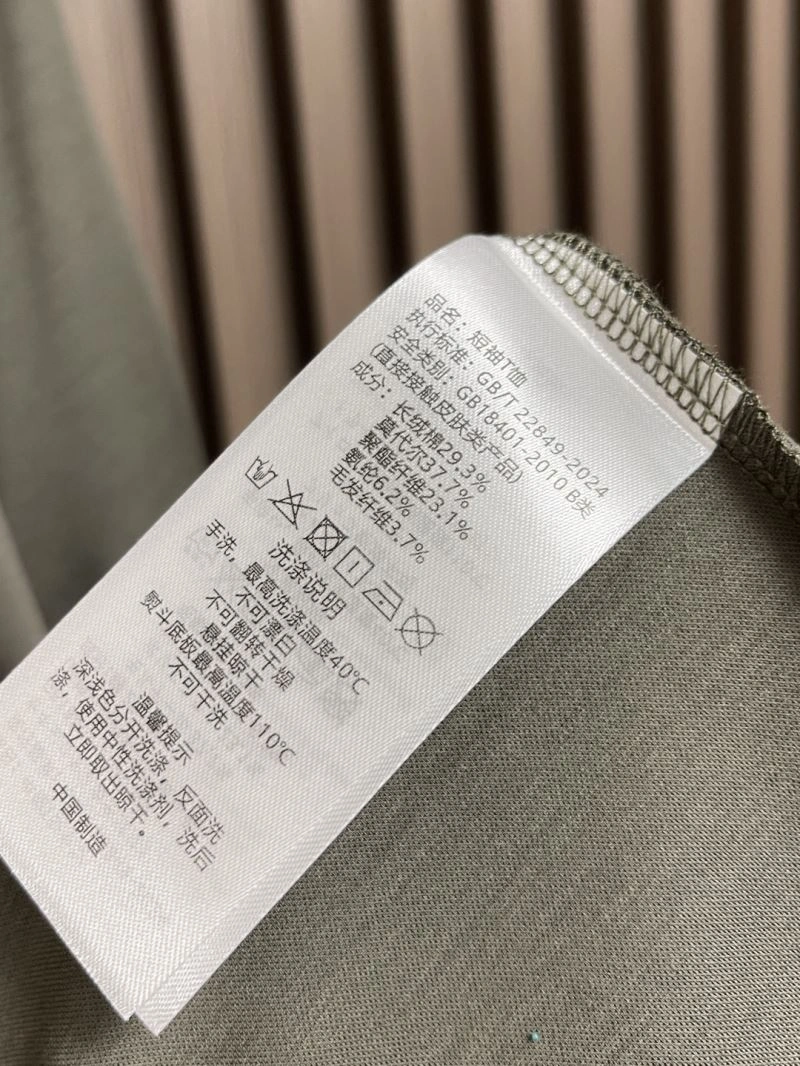 品名：短袖T恤
执行标准：GB/T 22849-2024
安全类别：GB18401-2010 B类
(直接接触皮肤类产品)
成分：
长绒棉29.3%
莫代尔37.7%
聚酯纤维23.1%
氨纶6.2%
毛发纤维3.7%
洗涤说明
手洗，最高洗涤温度40℃
不可漂白
不可翻转干燥
悬挂晾干
熨斗底板最高温度110℃
不可干洗
温馨提示
深浅色分开洗涤，反面洗
涤，使用中性洗涤剂，洗后
立即取出晾干。
中国制造